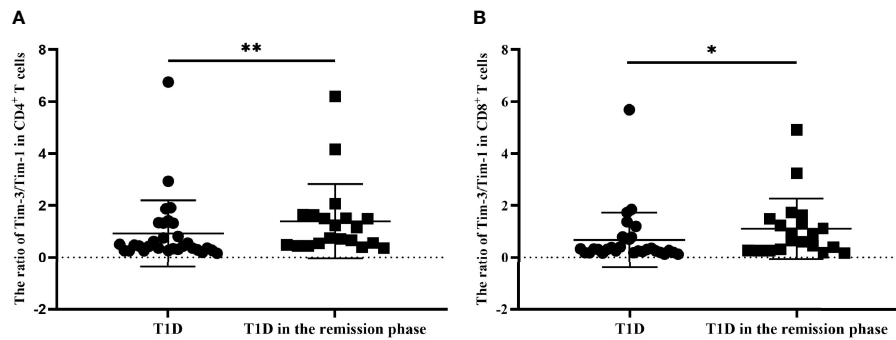 A
The ratio of Tim-3/Tim-1 in CD4⁺ T cells
8
6
4
2
0
-2
**
T1D
T1D in the remission phase
B
The ratio of Tim-3/Tim-1 in CD8⁺ T cells
8
6
4
2
0
-2
*
T1D
T1D in the remission phase